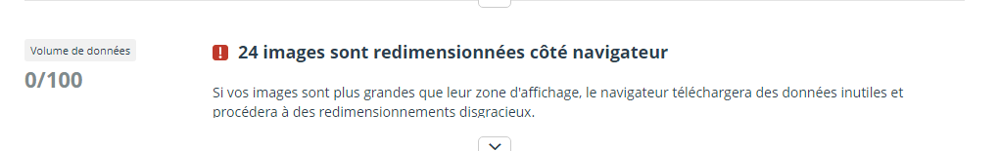 Volume de données
0/100
24 images sont redimensionnées côté navigateur
Si vos images sont plus grandes que leur zone d'affichage, le navigateur téléchargera des données inutiles et
procédera à des redimensionnements disgracieux.